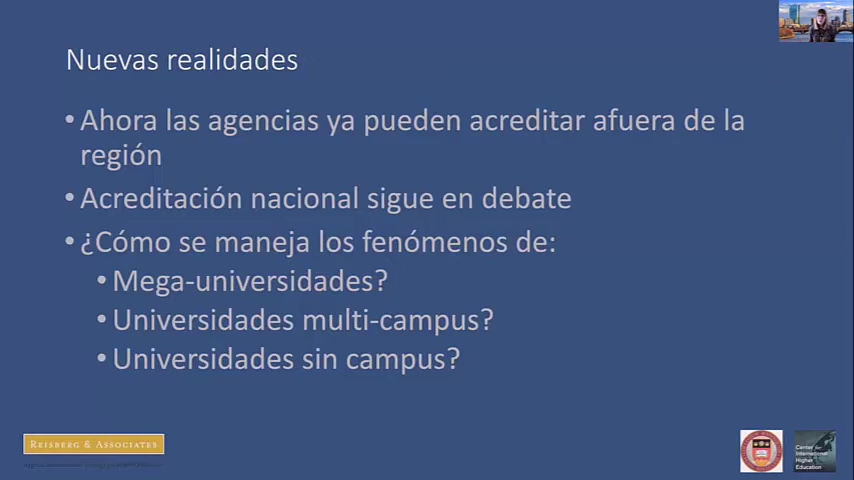 Nuevas realidades
• Ahora las agencias ya pueden acreditar afuera de la
región
• Acreditación nacional sigue en debate
• ¿Cómo se maneja los fenómenos de:
• Mega-universidades?
• Universidades multi-campus?
• Universidades sin campus?
REISBERG & ASSOCIATES
Center for
International
Higher
Education